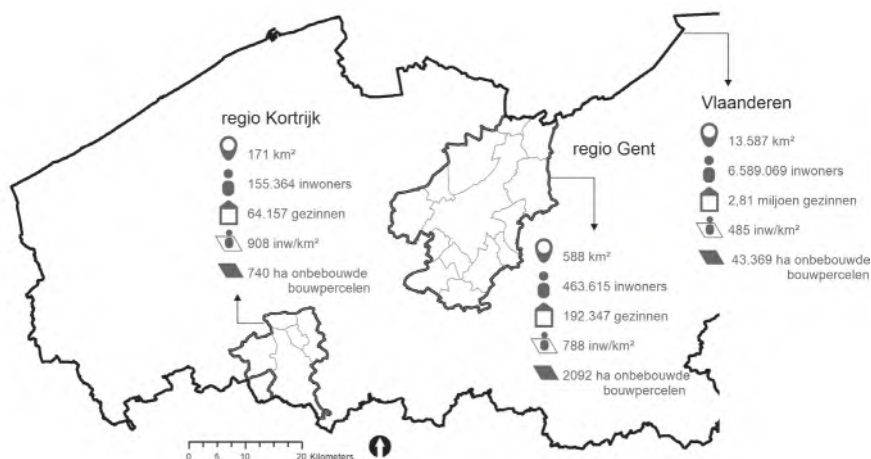 regio Kortrijk
171 km²
155.364 inwoners
64.157 gezinnen
908 inw/km²
740 ha onbebouwde
bouwpercelen
regio Gent
588 km²
463.615 inwoners
192.347 gezinnen
788 inw/km²
2092 ha onbebouwde
bouwpercelen
Vlaanderen
13.587 km²
6.589.069 inwoners
2,81 miljoen gezinnen
485 inw/km²
43.369 ha onbebouwde
bouwpercelen
0 5 10 20 Kilometers